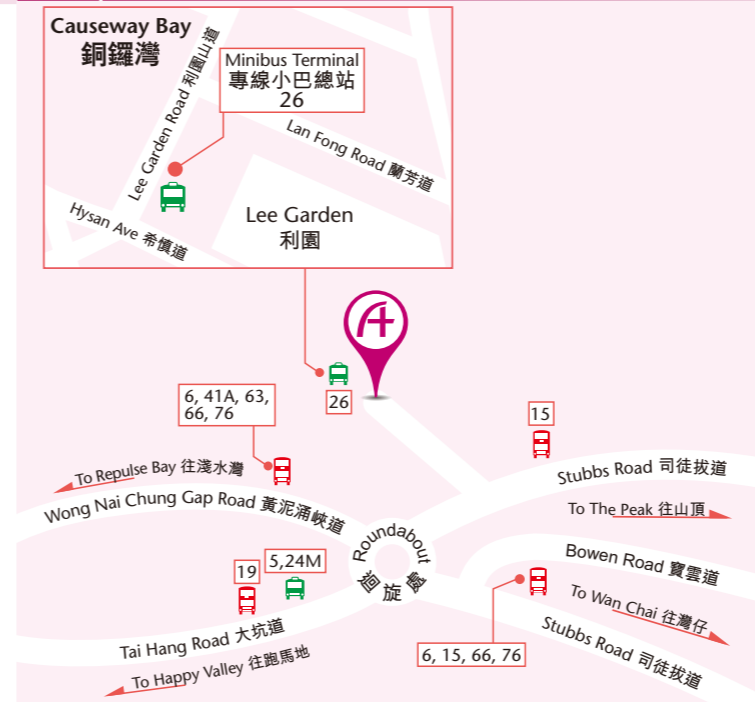 Causeway Bay
銅鑼灣
Minibus Terminal
專線小巴總站
26
Lee Garden Road 利園山道
Lan Fong Road 蘭芳道
Hysan Ave 希慎道
Lee Garden
利園
26
6, 41A, 63,
66, 76
15
To Repulse Bay 往淺水灣
Wong Nai Chung Gap Road 黃泥涌峽道
Stubbs Road 司徒拔道
To The Peak 往山頂
Roundabout
迴旋處
Bowen Road 寶雲道
19
5,24M
To Wan Chai 往灣仔
Tai Hang Road 大坑道
Stubbs Road 司徒拔道
6, 15, 66, 76
To Happy Valley 往跑馬地